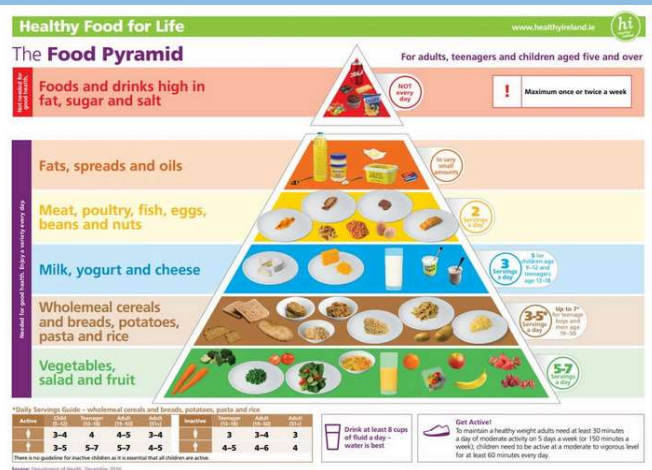 Healthy Food for Life
www.healthyireland.ie
hi
The Food Pyramid
For adults, teenagers and children aged five and over
Not needed for
good health.
Foods and drinks high in
fat, sugar and salt
NOT
every
day
! Maximum once or twice a week
Needed for good health. Enjoy a variety every day.
Fats, spreads and oils
In very
small
amounts
Meat, poultry, fish, eggs,
beans and nuts
2
Servings
a day
Milk, yogurt and cheese
3
Servings
a day
5 for
children age
9–12 and
teenagers
age 13–18
Wholemeal cereals
and breads, potatoes,
pasta and rice
3-5*
Servings
a day
Up to 7*
for teenage
boys and
men age
19–50
Vegetables,
salad and fruit
5-7
Servings
a day
*Daily Servings Guide – wholemeal cereals and breads, potatoes, pasta and rice
Active Child (5–12) Teenager (13–18) Adult (19–50) Adult (51+) Inactive Teenager (13–18) Adult (19–50) Adult (51+)
3–4 4 4–5 3–4 3 3–4 3
3–5 5–7 5–7 4–5 4–5 4–6 4
There is no guideline for inactive children as it is essential that all children are active.
Drink at least 8 cups
of fluid a day –
water is best
Get Active!
To maintain a healthy weight adults need at least 30 minutes
a day of moderate activity on 5 days a week (or 150 minutes a
week); children need to be active at a moderate to vigorous level
for at least 60 minutes every day.
Source: Department of Health, December 2016.